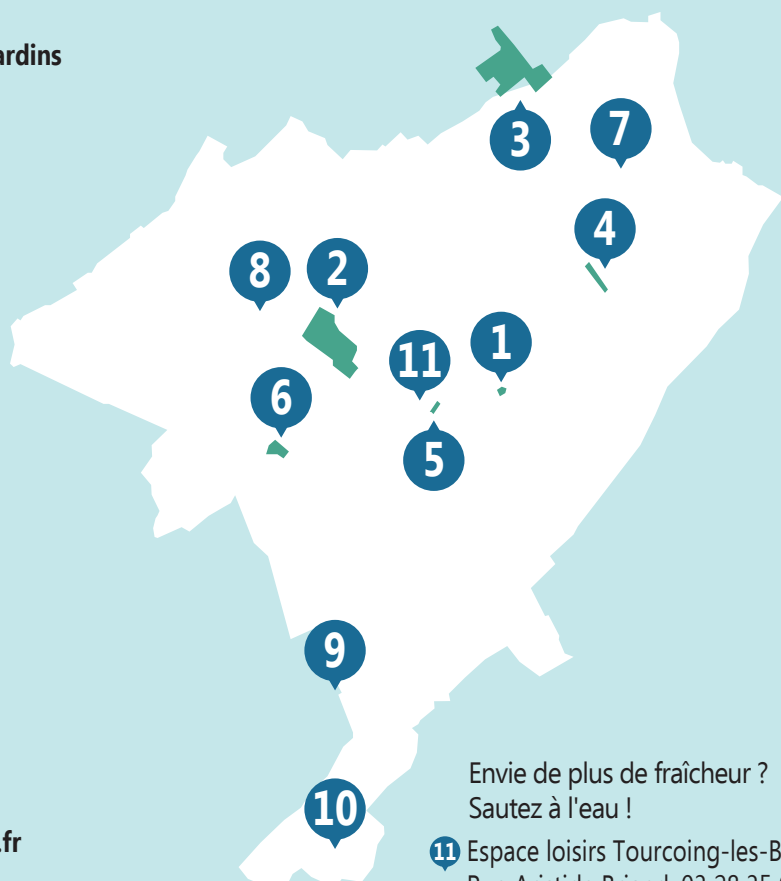 ardins
3
7
4
8
2
1
11
6
5
9
10
Envie de plus de fraîcheur ?
Sautez à l'eau !
.fr
11 Espace loisirs Tourcoing-les-B